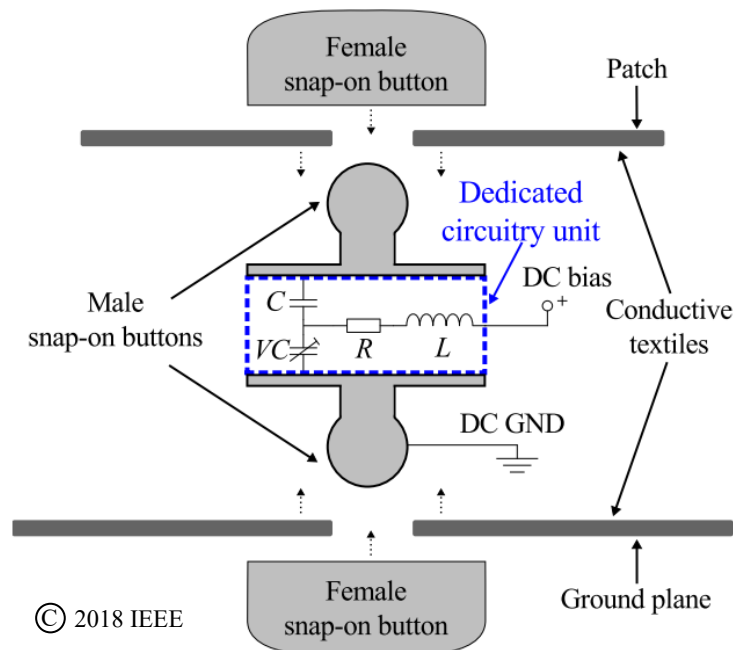 Female
snap-on button
Patch
Dedicated
circuitry unit
DC bias
+
C
Male
snap-on buttons
VC
R
L
Conductive
textiles
DC GND
Female
snap-on button
Ground plane
© 2018 IEEE